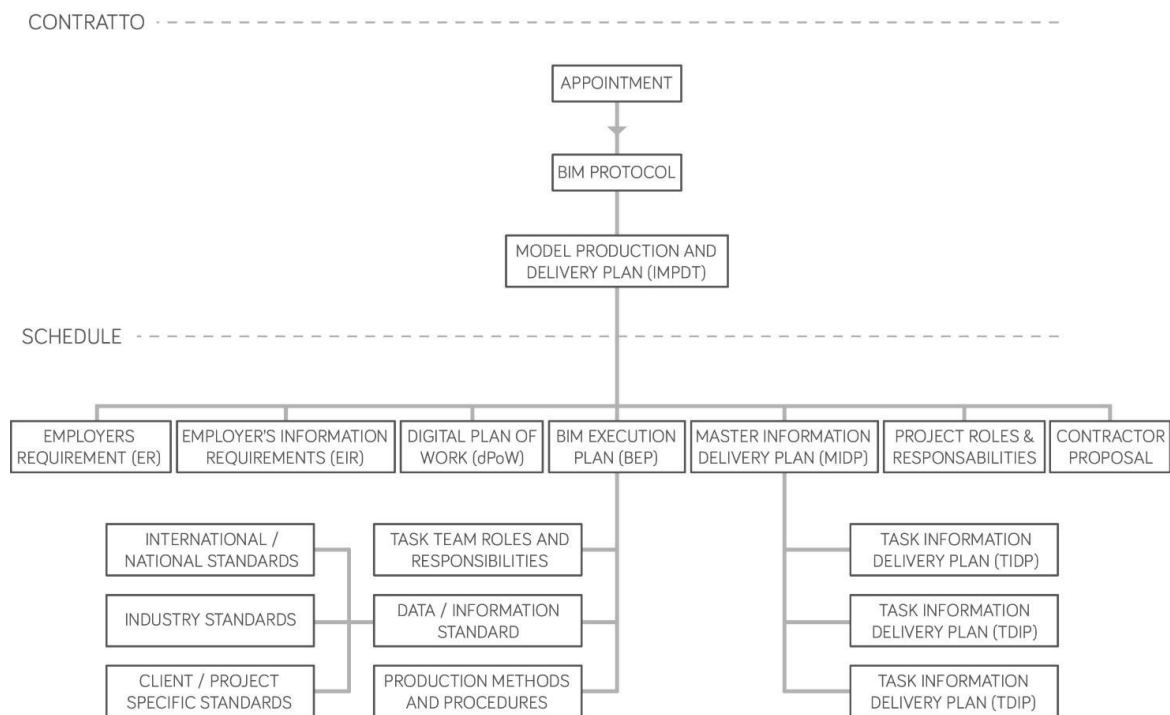 CONTRATTO
APPOINTMENT
BIM PROTOCOL
MODEL PRODUCTION AND
DELIVERY PLAN (IMPDT)
SCHEDULE
EMPLOYERS
REQUIREMENT (ER)
EMPLOYER'S INFORMATION
REQUIREMENTS (EIR)
DIGITAL PLAN OF
WORK (dPoW)
BIM EXECUTION
PLAN (BEP)
MASTER INFORMATION
DELIVERY PLAN (MIDP)
PROJECT ROLES &
RESPONSABILITIES
CONTRACTOR
PROPOSAL
INTERNATIONAL /
NATIONAL STANDARDS
TASK TEAM ROLES AND
RESPONSIBILITIES
TASK INFORMATION
DELIVERY PLAN (TIDP)
INDUSTRY STANDARDS
DATA / INFORMATION
STANDARD
TASK INFORMATION
DELIVERY PLAN (TDIP)
CLIENT / PROJECT
SPECIFIC STANDARDS
PRODUCTION METHODS
AND PROCEDURES
TASK INFORMATION
DELIVERY PLAN (TDIP)